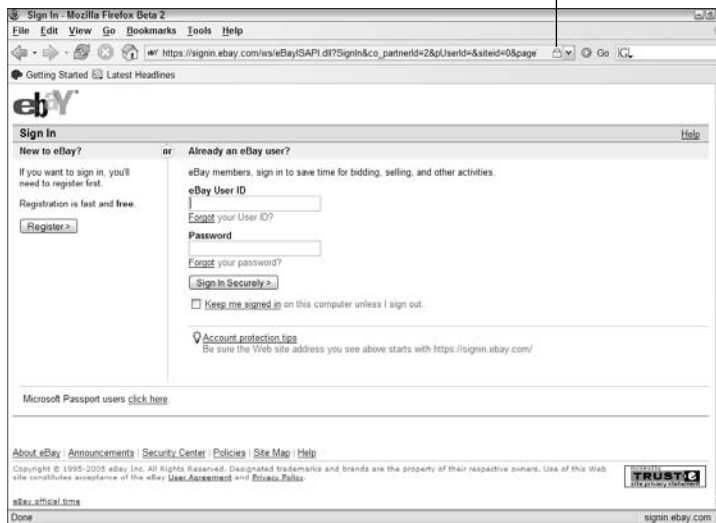 Sign In - Mozilla Firefox Beta 2
File Edit View Go Bookmarks Tools Help
https://signin.ebay.com/ws/eBayISAPI.dll?SignIn&co_partnerId=2&pUserId=&siteid=0&page Go
Getting Started Latest Headlines
ebY
Sign In Help
New to eBay? or Already an eBay user?
If you want to sign in, you'll
need to register first.
Registration is fast and free.
Register >
eBay members, sign in to save time for bidding, selling, and other activities.
eBay User ID
Forgot your User ID?
Password
Forgot your password?
Sign In Securely >
Keep me signed in on this computer unless I sign out.
Account protection tips
Be sure the Web site address you see above starts with https://signin.ebay.com/
Microsoft Passport users click here.
About eBay | Announcements | Security Center | Policies | Site Map | Help
Copyright © 1995-2005 eBay Inc. All Rights Reserved. Designated trademarks and brands are the property of their respective owners. Use of this Web
site constitutes acceptance of the eBay User Agreement and Privacy Policy.
TRUSTe
site privacy statement
eBay official time
Done signin.ebay.com